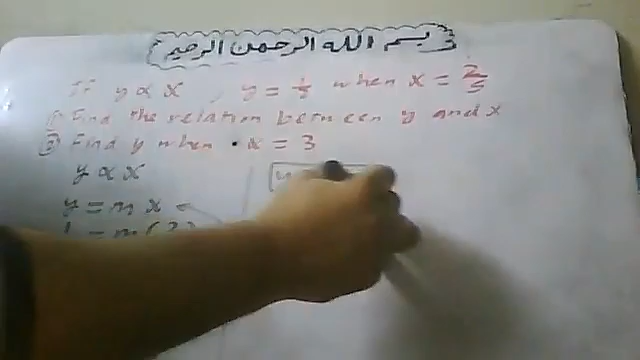 بسم الله الرحمن الرحيم
If y ∝ x , y = 1/5 when x = 2/5
① Find the relation between y and x
② Find y when x = 3
y ∝ x
y = m x